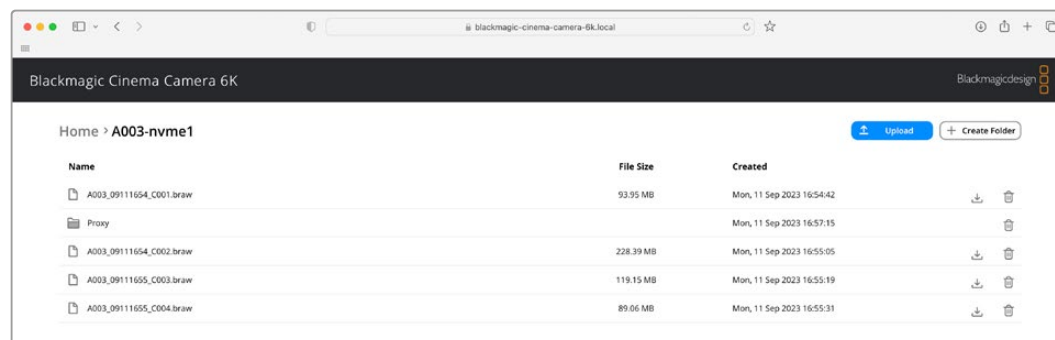 blackmagic-cinema-camera-6k.local
Blackmagic Cinema Camera 6K
Blackmagicdesign
Home > A003-nvme1
Upload
+ Create Folder
Name File Size Created
A003_09111654_C001.braw 93.95 MB Mon, 11 Sep 2023 16:54:42
Proxy Mon, 11 Sep 2023 16:57:15
A003_09111654_C002.braw 228.39 MB Mon, 11 Sep 2023 16:55:05
A003_09111655_C003.braw 119.15 MB Mon, 11 Sep 2023 16:55:19
A003_09111655_C004.braw 89.06 MB Mon, 11 Sep 2023 16:55:31